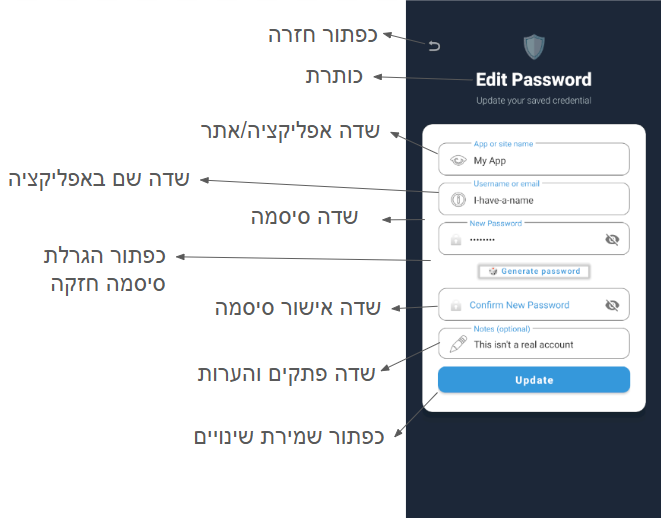 כפתור חזרה
כותרת
Edit Password
Update your saved credential
שדה אפליקציה/אתר
App or site name
My App
שדה שם באפליקציה
Username or email
I-have-a-name
שדה סיסמה
New Password
••••••••
כפתור הגרלת
סיסמה חזקה
Generate password
שדה אישור סיסמה
Confirm New Password
שדה פתקים והערות
Notes (optional)
This isn't a real account
Update
כפתור שמירת שינויים